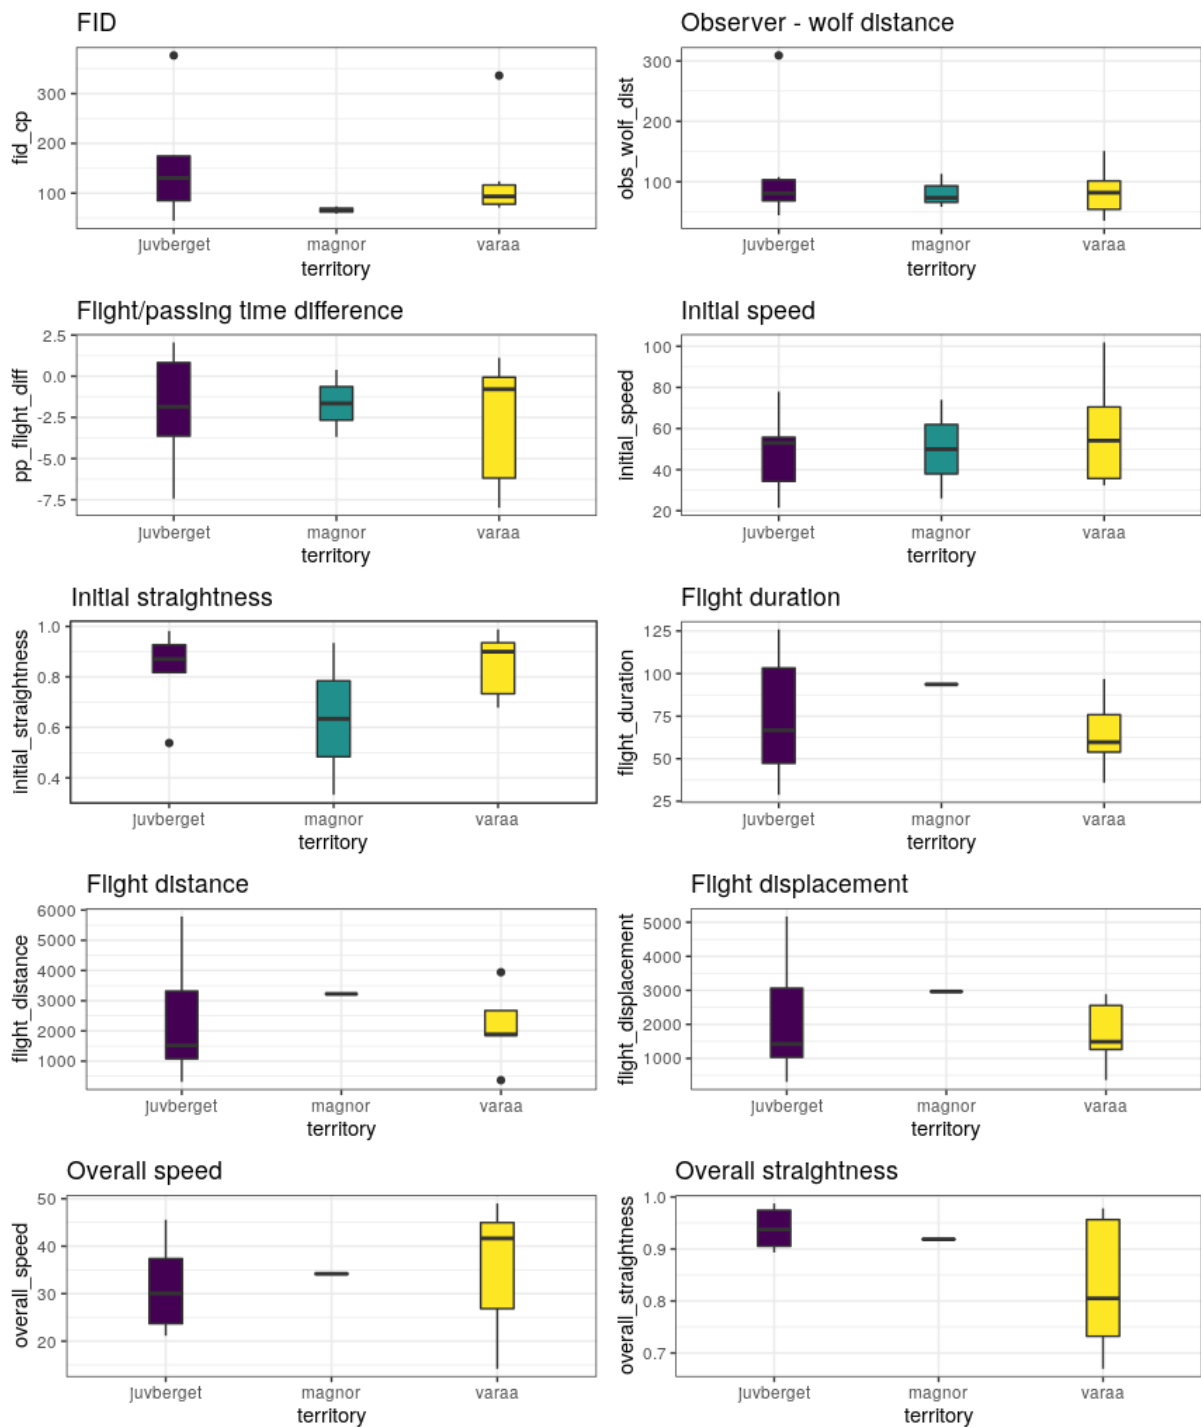 FID
fid_cp
300
200
100
juvberget magnor varaa
territory
Observer - wolf distance
obs_wolf_dist
300
200
100
juvberget magnor varaa
territory
Flight/passing time difference
pp_flight_diff
2.5
0.0
-2.5
-5.0
-7.5
juvberget magnor varaa
territory
Initial speed
initial_speed
100
80
60
40
20
juvberget magnor varaa
territory
Initial straightness
initial_straightness
1.0
0.8
0.6
0.4
juvberget magnor varaa
territory
Flight duration
flight_duration
125
100
75
50
25
juvberget magnor varaa
territory
Flight distance
flight_distance
6000
5000
4000
3000
2000
1000
juvberget magnor varaa
territory
Flight displacement
flight_displacement
5000
4000
3000
2000
1000
juvberget magnor varaa
territory
Overall speed
overall_speed
50
40
30
20
juvberget magnor varaa
territory
Overall straightness
overall_straightness
1.0
0.9
0.8
0.7
juvberget magnor varaa
territory